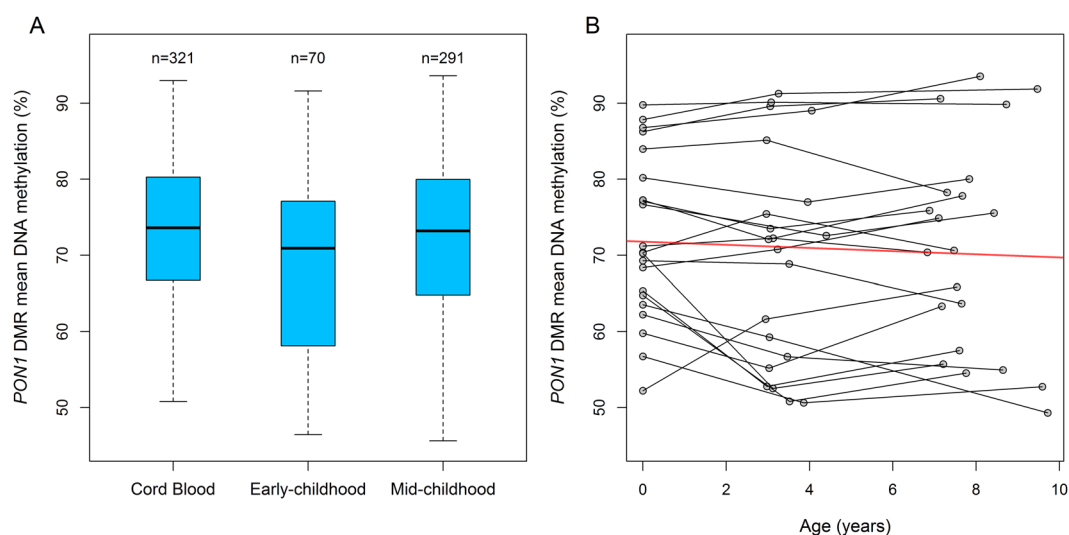 A
n=321 n=70 n=291
PON1 DMR mean DNA methylation (%)
90
80
70
60
50
Cord Blood Early-childhood Mid-childhood
B
PON1 DMR mean DNA methylation (%)
90
80
70
60
50
0 2 4 6 8 10
Age (years)